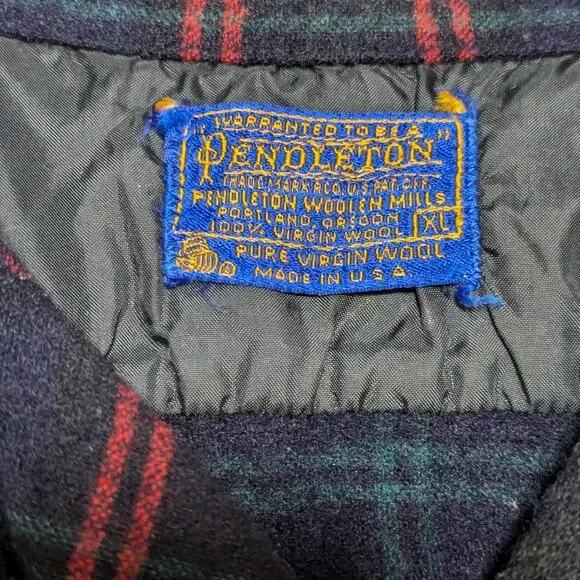 "WARRANTED TO BE A"
PENDLETON
TRADE MARK REG. U.S. PAT. OFF.
PENDLETON WOOLEN MILLS
PORTLAND, OREGON
100% VIRGIN WOOL XL
PURE VIRGIN WOOL
® MADE IN U.S.A.